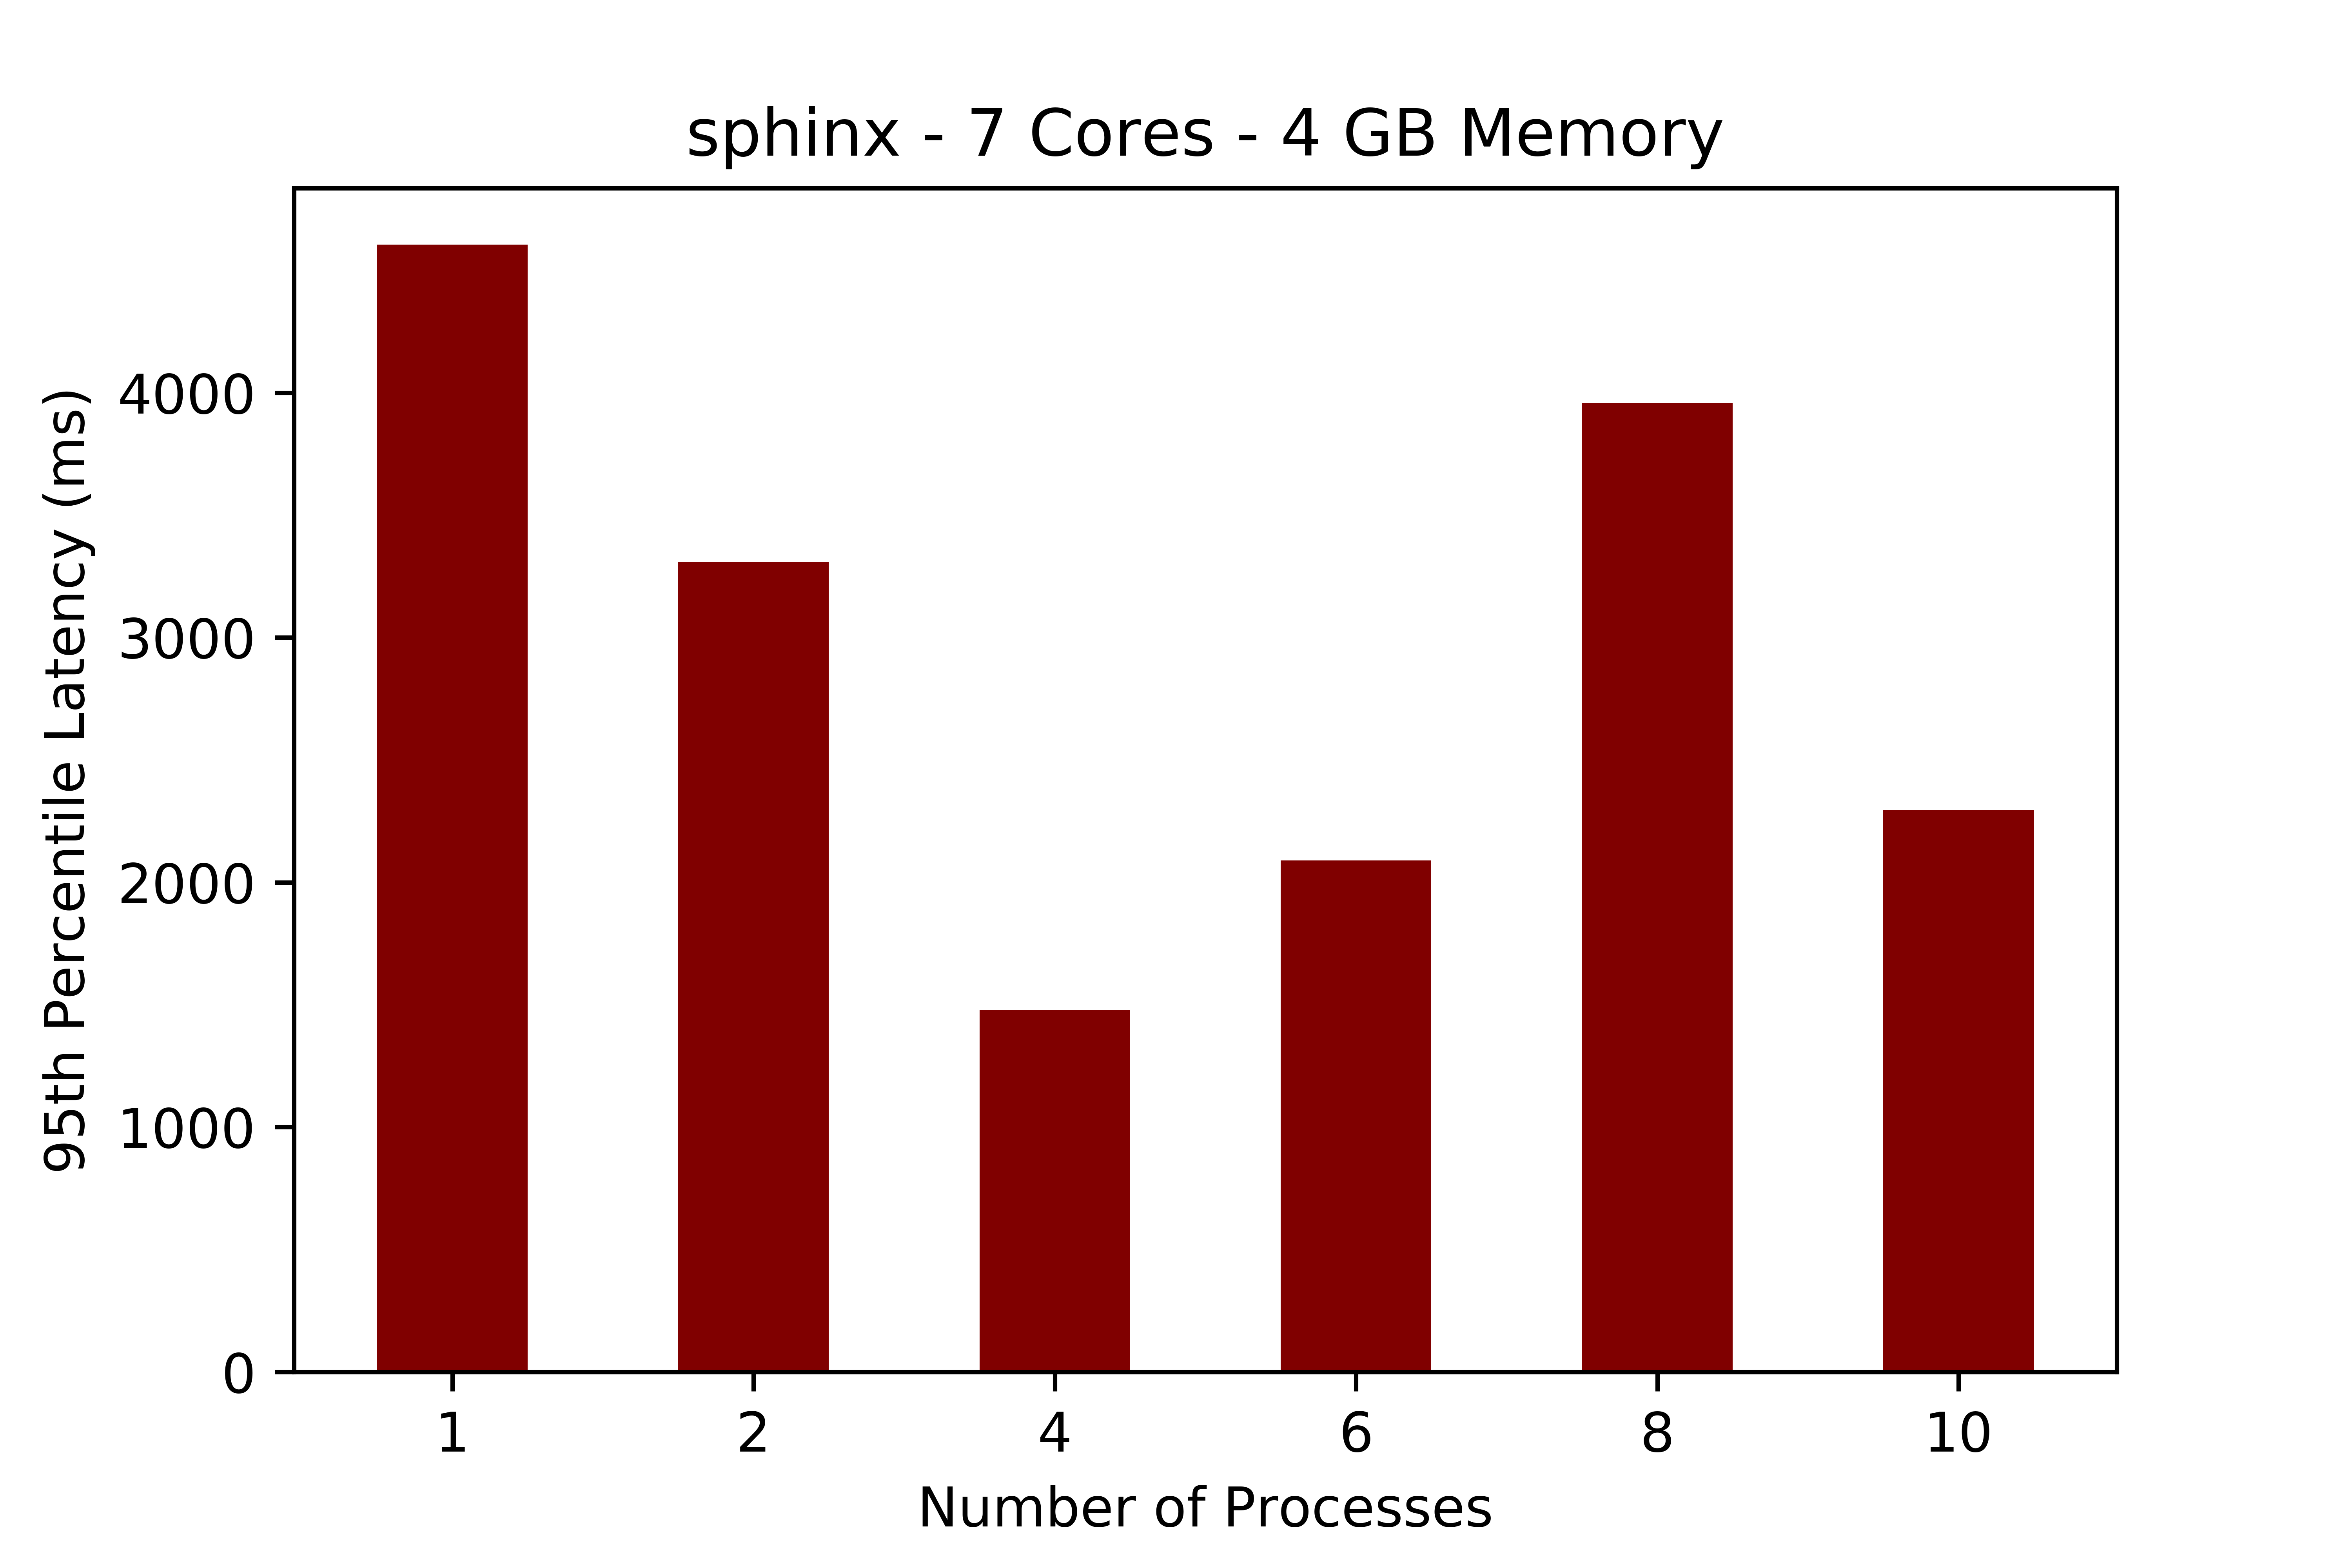 sphinx - 7 Cores - 4 GB Memory
95th Percentile Latency (ms)
4000
3000
2000
1000
0
1 2 4 6 8 10
Number of Processes